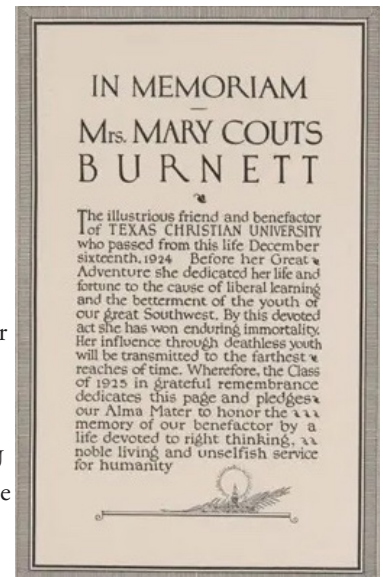 IN MEMORIAM
Mrs. MARY COUTS
BURNETT
The illustrious friend and benefactor
of TEXAS CHRISTIAN UNIVERSITY
who passed from this life December
sixteenth, 1924 Before her Great
Adventure she dedicated her life and
fortune to the cause of liberal learning
and the betterment of the youth of
our great Southwest. By this devoted
act she has won enduring immortality.
Her influence through deathless youth
will be transmitted to the farthest
reaches of time. Wherefore, the Class
of 1925 in grateful remembrance
dedicates this page and pledges
our Alma Mater to honor the
memory of our benefactor by a
life devoted to right thinking,
noble living and unselfish service
for humanity